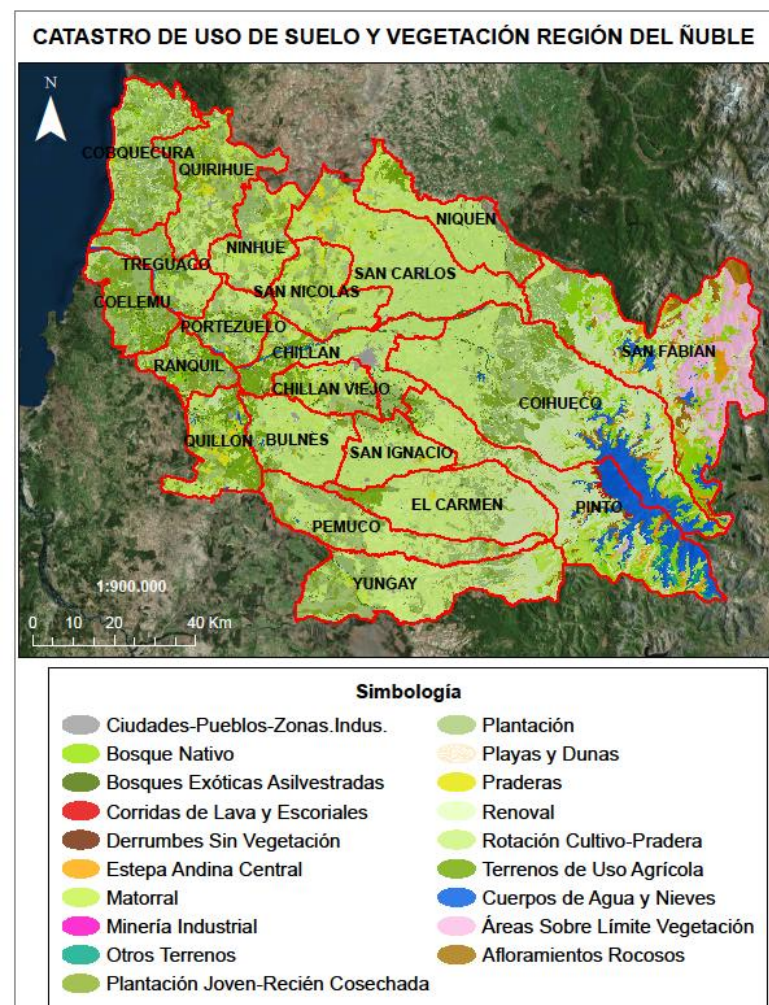 CATASTRO DE USO DE SUELO Y VEGETACIÓN REGIÓN DEL ÑUBLE
N
COBQUECURA
QUIRIHUE
ÑIQUEN
NINHUE
TREGUACO
SAN CARLOS
SAN NICOLAS
COELEMU
PORTEZUELO
CHILLAN
SAN FABIAN
RANQUIL
CHILLAN VIEJO
COIHUECO
QUILLON
BULNES
SAN IGNACIO
EL CARMEN
PINTO
PEMUCO
YUNGAY
1:900.000
0 10 20 40 Km
Simbología
Ciudades-Pueblos-Zonas.Indus.
Bosque Nativo
Bosques Exóticas Asilvestradas
Corridas de Lava y Escoriales
Derrumbes Sin Vegetación
Estepa Andina Central
Matorral
Minería Industrial
Otros Terrenos
Plantación Joven-Recién Cosechada
Plantación
Playas y Dunas
Praderas
Renoval
Rotación Cultivo-Pradera
Terrenos de Uso Agrícola
Cuerpos de Agua y Nieves
Áreas Sobre Límite Vegetación
Afloramientos Rocosos